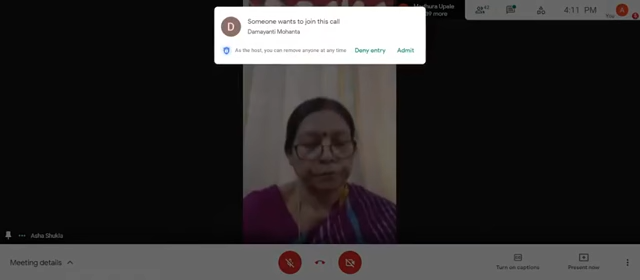 Someone wants to join this call
D
Damayanti Mohanta
As the host, you can remove anyone at any time
Deny entry
Admit
Madhura Upale
42
4:11 PM
You
A
Asha Shukla
Meeting details
Turn on captions
Present now